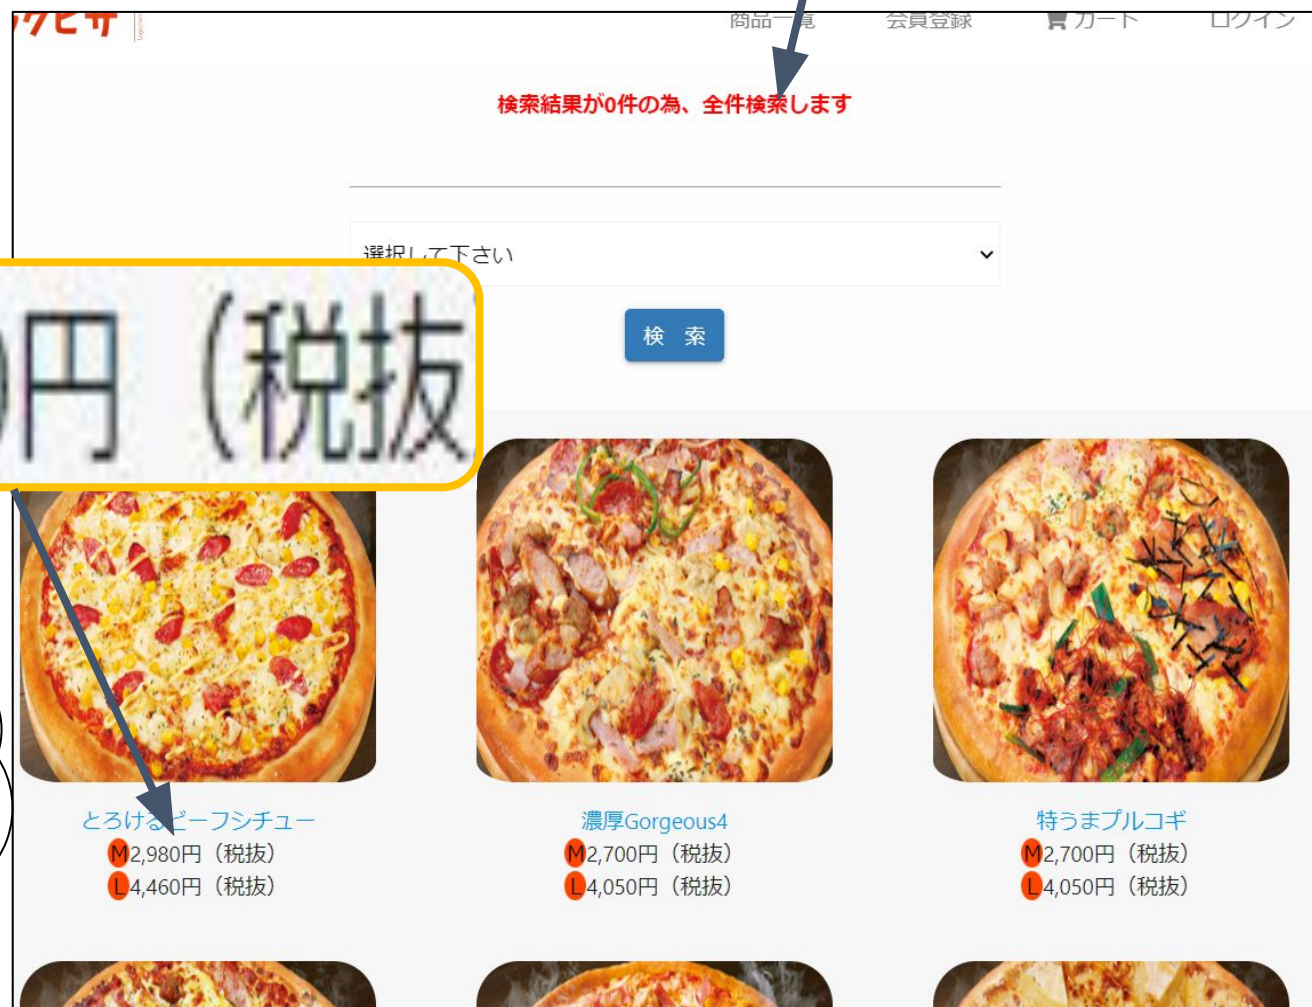 商品一覧 会員登録 カート ログイン
検索結果が0件の為、全件検索します
選択して下さい
検 索
円（税抜
とろけるビーフシチュー
M2,980円（税抜）
L4,460円（税抜）
濃厚Gorgeous4
M2,700円（税抜）
L4,050円（税抜）
特うまプルコギ
M2,700円（税抜）
L4,050円（税抜）